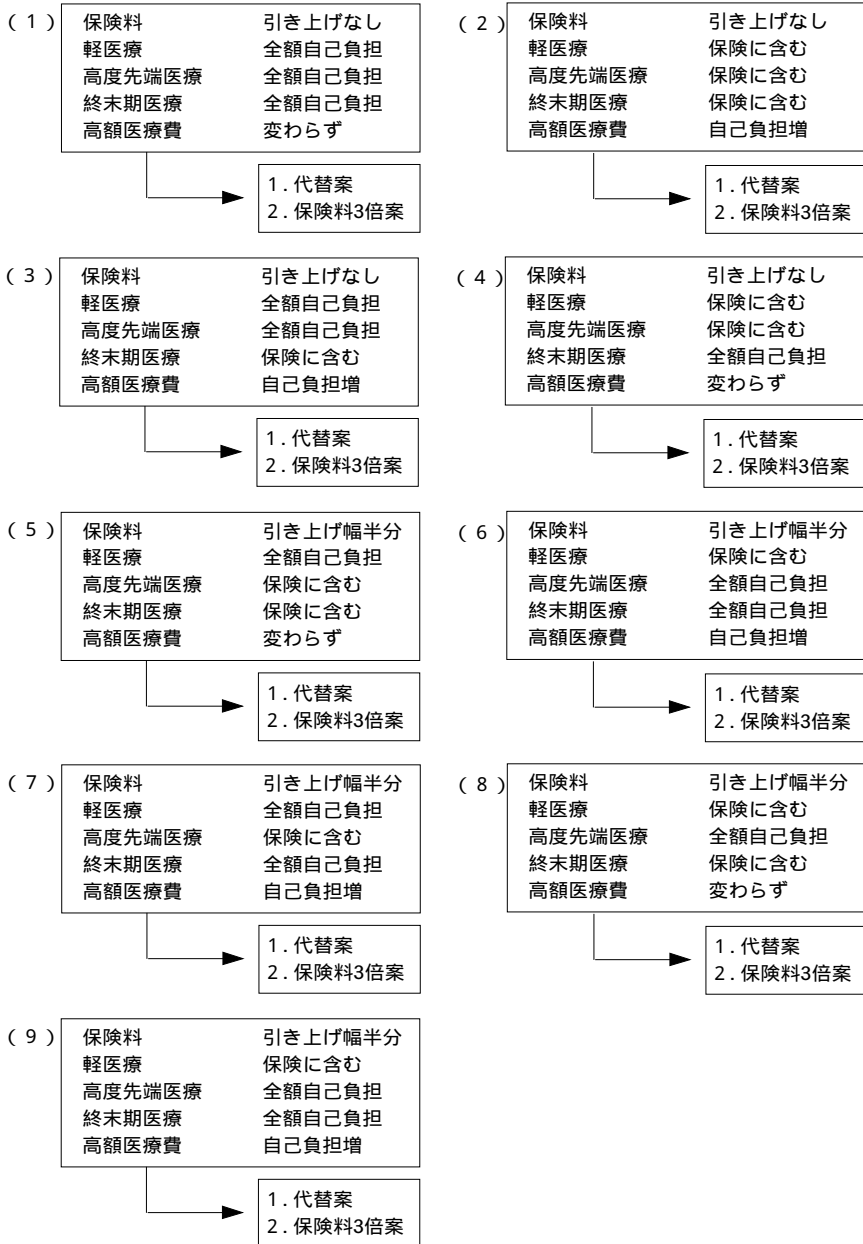 ( 1 )
保険料 引き上げなし
軽医療 全額自己負担
高度先端医療 全額自己負担
終末期医療 全額自己負担
高額医療費 変わらず
1 . 代替案
2 . 保険料3倍案
( 2 )
保険料 引き上げなし
軽医療 保険に含む
高度先端医療 保険に含む
終末期医療 保険に含む
高額医療費 自己負担増
1 . 代替案
2 . 保険料3倍案
( 3 )
保険料 引き上げなし
軽医療 全額自己負担
高度先端医療 全額自己負担
終末期医療 保険に含む
高額医療費 自己負担増
1 . 代替案
2 . 保険料3倍案
( 4 )
保険料 引き上げなし
軽医療 保険に含む
高度先端医療 保険に含む
終末期医療 全額自己負担
高額医療費 変わらず
1 . 代替案
2 . 保険料3倍案
( 5 )
保険料 引き上げ幅半分
軽医療 全額自己負担
高度先端医療 保険に含む
終末期医療 保険に含む
高額医療費 変わらず
1 . 代替案
2 . 保険料3倍案
( 6 )
保険料 引き上げ幅半分
軽医療 保険に含む
高度先端医療 全額自己負担
終末期医療 全額自己負担
高額医療費 自己負担増
1 . 代替案
2 . 保険料3倍案
( 7 )
保険料 引き上げ幅半分
軽医療 全額自己負担
高度先端医療 保険に含む
終末期医療 全額自己負担
高額医療費 自己負担増
1 . 代替案
2 . 保険料3倍案
( 8 )
保険料 引き上げ幅半分
軽医療 保険に含む
高度先端医療 全額自己負担
終末期医療 保険に含む
高額医療費 変わらず
1 . 代替案
2 . 保険料3倍案
( 9 )
保険料 引き上げ幅半分
軽医療 保険に含む
高度先端医療 全額自己負担
終末期医療 全額自己負担
高額医療費 自己負担増
1 . 代替案
2 . 保険料3倍案